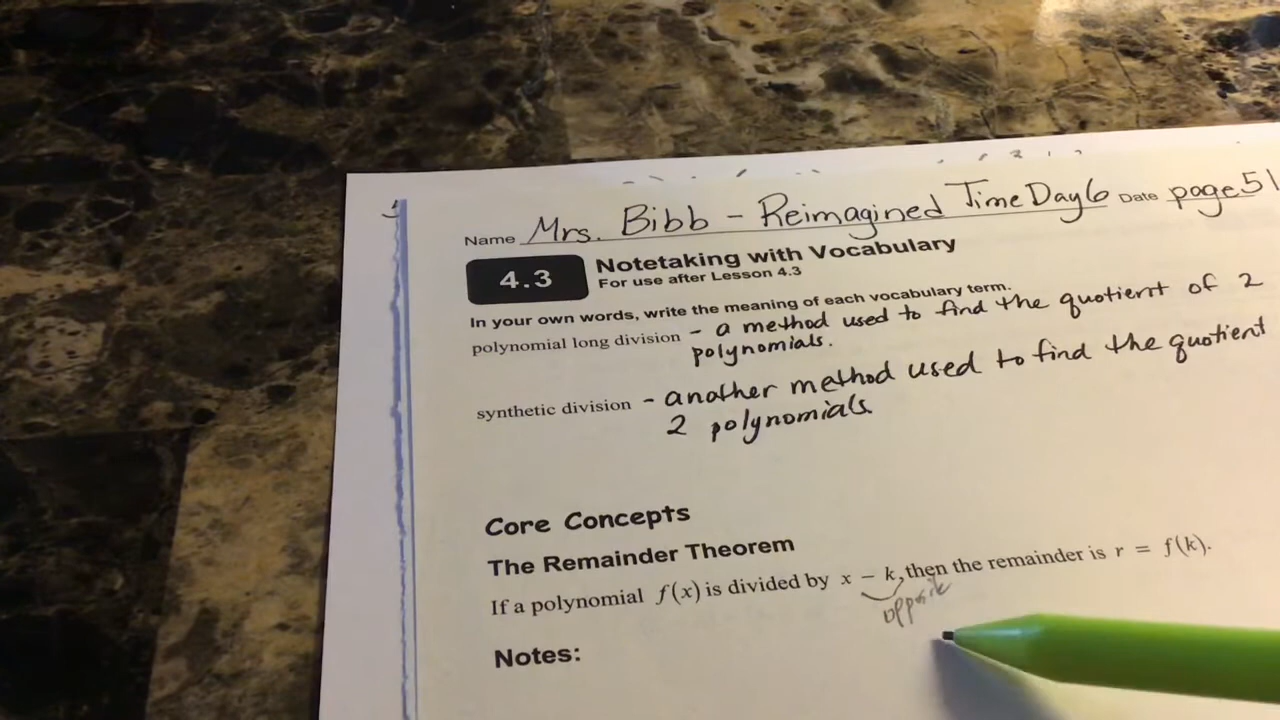 Name Mrs. Bibb - Reimagined Time Day 6 Date page 51
4.3 Notetaking with Vocabulary
For use after Lesson 4.3
In your own words, write the meaning of each vocabulary term.
polynomial long division - a method used to find the quotient of 2
polynomials.
synthetic division - another method used to find the quotient
2 polynomials
Core Concepts
The Remainder Theorem
If a polynomial f(x) is divided by x - k, then the remainder is r = f(k).
opposite
Notes: